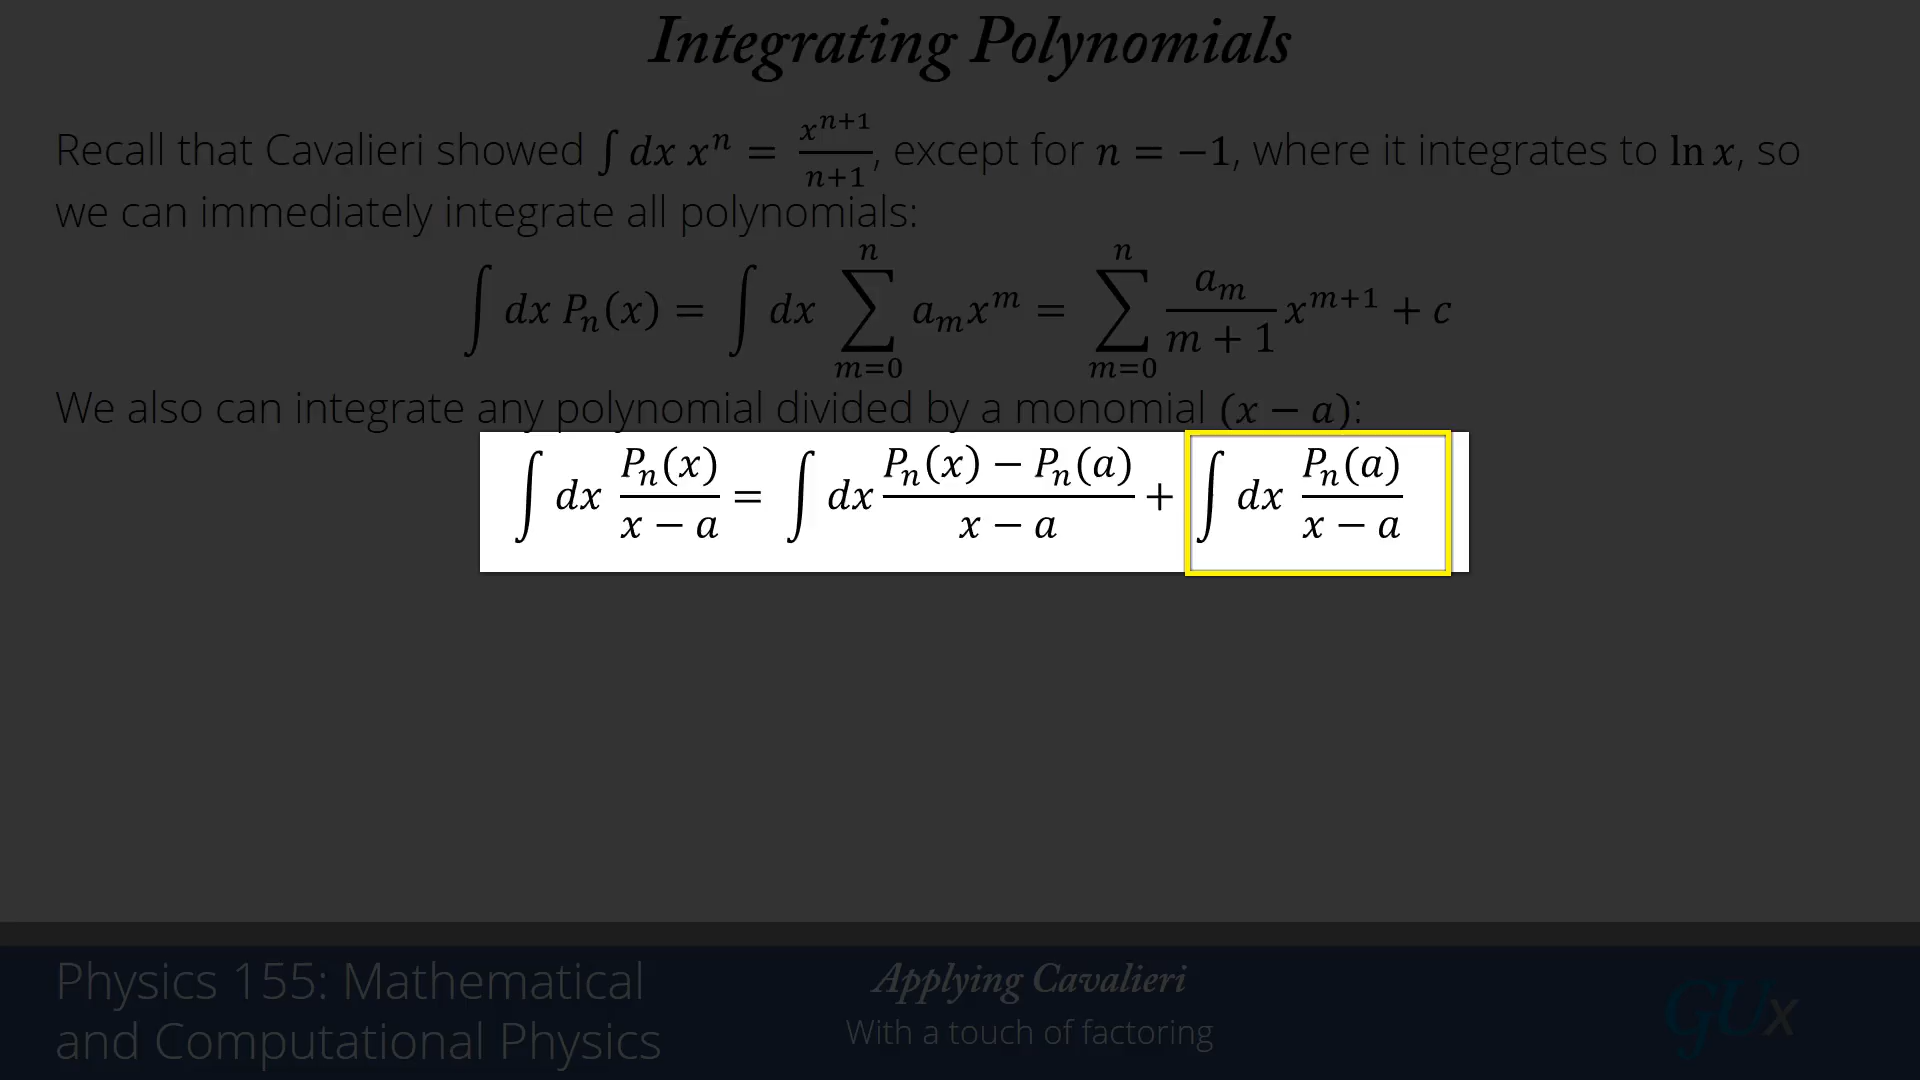 Integrating Polynomials
Recall that Cavalieri showed ∫ dx xⁿ = xⁿ⁺¹/(n+1), except for n = −1, where it integrates to ln x, so
we can immediately integrate all polynomials:
∫ dx Pₙ(x) = ∫ dx ∑_{m=0}^{n} aₘxᵐ = ∑_{m=0}^{n} aₘ/(m + 1) xᵐ⁺¹ + c
We also can integrate any polynomial divided by a monomial (x − a):
∫ dx Pₙ(x)/(x − a) = ∫ dx (Pₙ(x) − Pₙ(a))/(x − a) + ∫ dx Pₙ(a)/(x − a)
Physics 155: Mathematical
and Computational Physics
Applying Cavalieri
With a touch of factoring
GUx